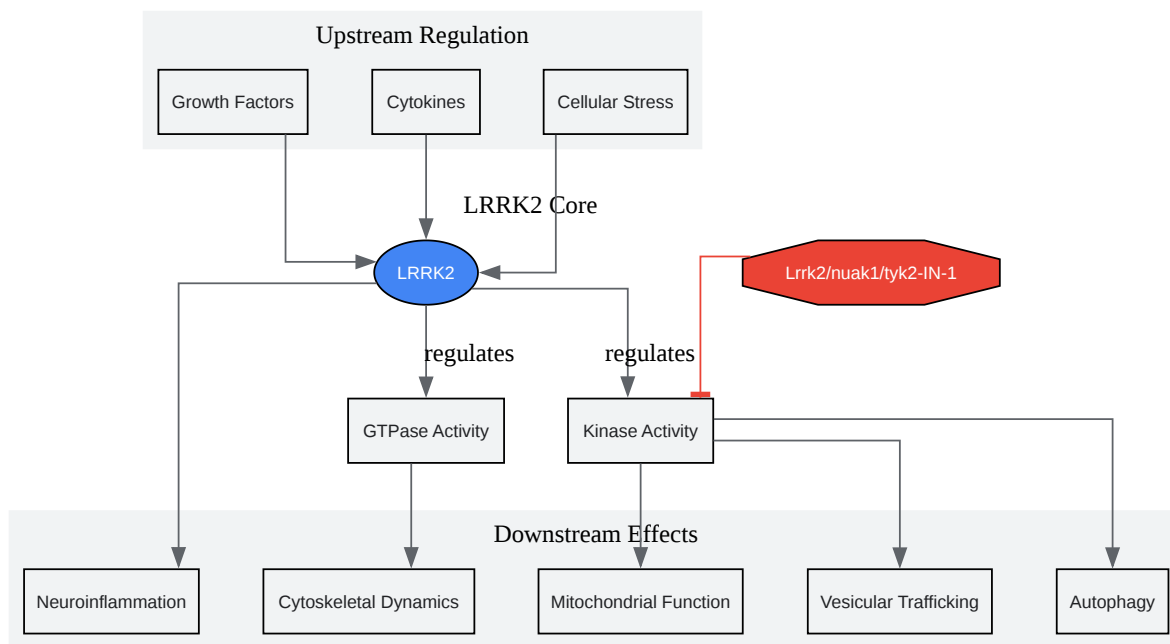 Upstream Regulation
Growth Factors
Cytokines
Cellular Stress
LRRK2 Core
LRRK2
Lrrk2/nuak1/tyk2-IN-1
regulates
regulates
GTPase Activity
Kinase Activity
Downstream Effects
Neuroinflammation
Cytoskeletal Dynamics
Mitochondrial Function
Vesicular Trafficking
Autophagy